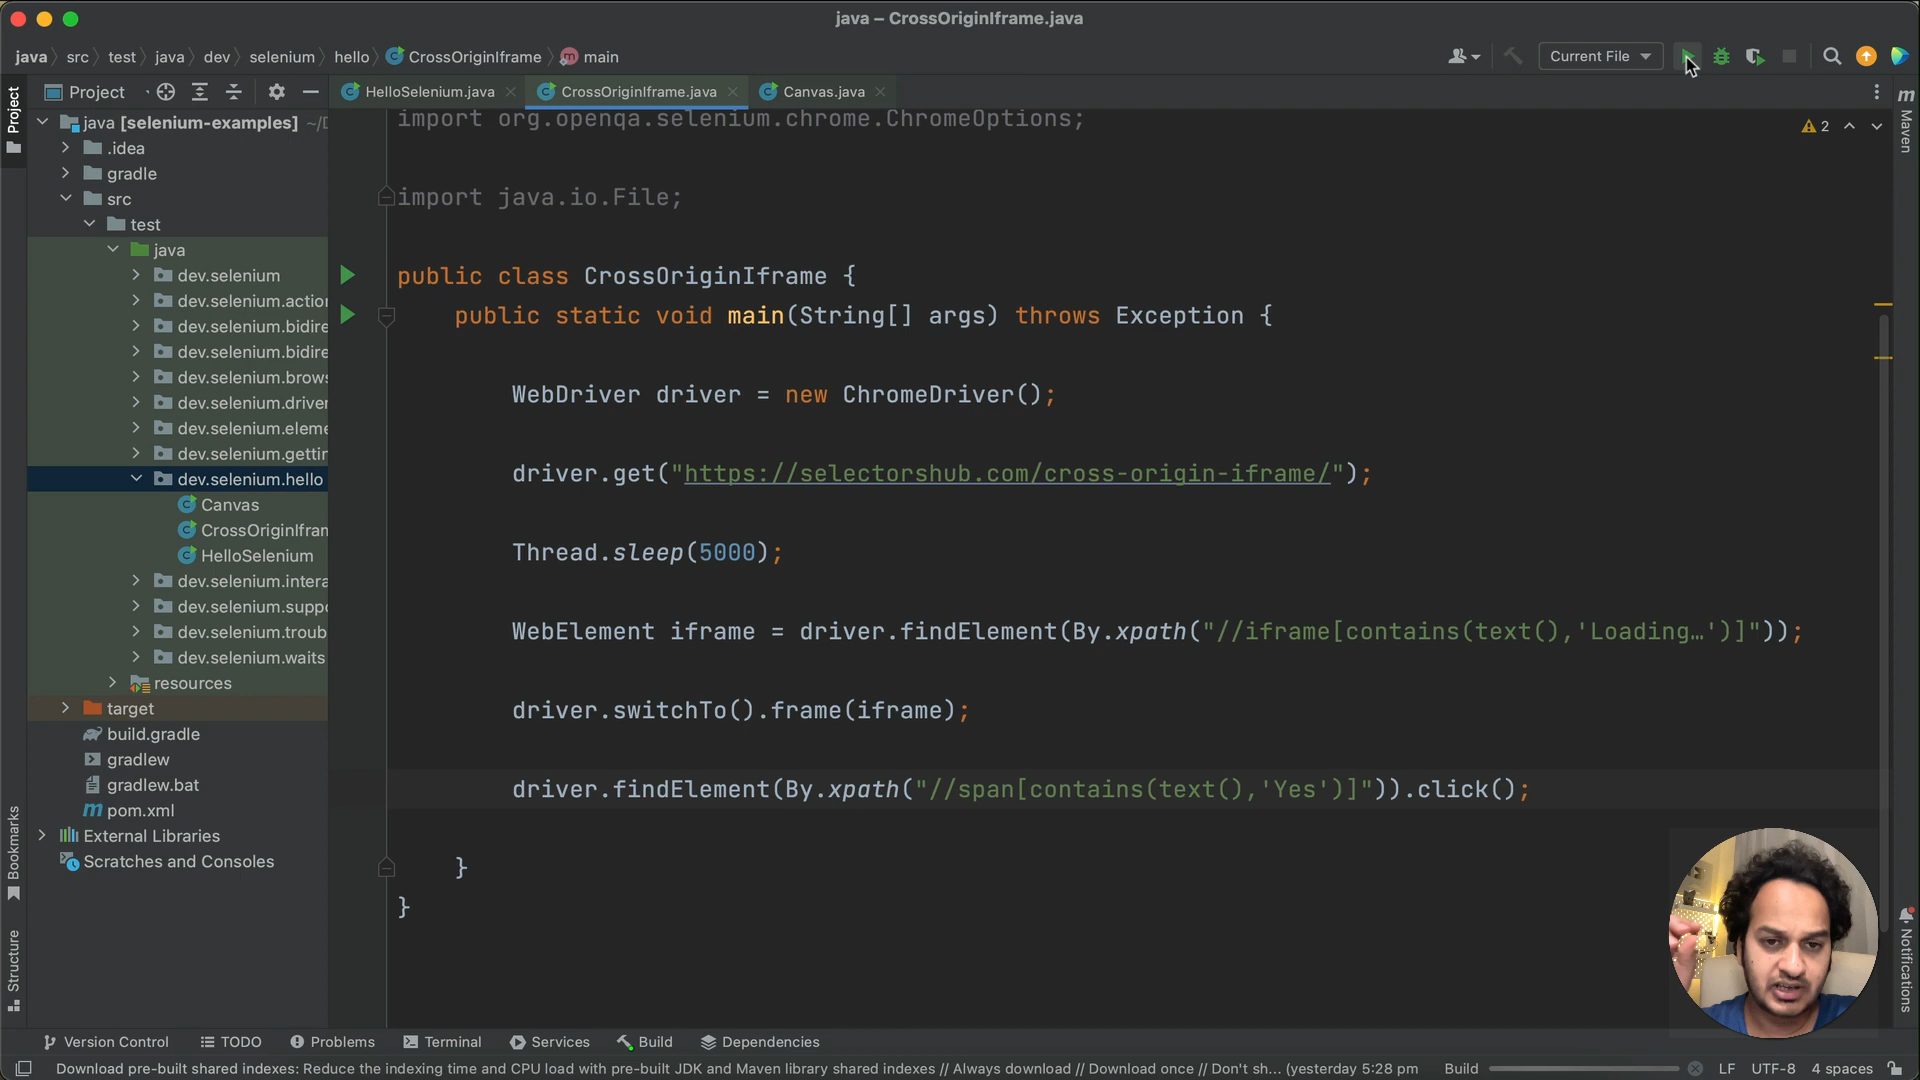 java – CrossOriginIframe.java
java src test java dev selenium hello CrossOriginIframe main
Current File
Project
HelloSelenium.java
CrossOriginIframe.java
Canvas.java
Project
java [selenium-examples] ~/D
.idea
gradle
src
test
java
dev.selenium
dev.selenium.action
dev.selenium.bidire
dev.selenium.bidire
dev.selenium.brows
dev.selenium.driver
dev.selenium.eleme
dev.selenium.gettin
dev.selenium.hello
Canvas
CrossOriginIfram
HelloSelenium
dev.selenium.intera
dev.selenium.suppo
dev.selenium.troub
dev.selenium.waits
resources
target
build.gradle
gradlew
gradlew.bat
pom.xml
External Libraries
Scratches and Consoles
Bookmarks
Structure
import org.openqa.selenium.chrome.ChromeOptions;
import java.io.File;
public class CrossOriginIframe {
public static void main(String[] args) throws Exception {
WebDriver driver = new ChromeDriver();
driver.get("https://selectorshub.com/cross-origin-iframe/");
Thread.sleep(5000);
WebElement iframe = driver.findElement(By.xpath("//iframe[contains(text(),'Loading…')]"));
driver.switchTo().frame(iframe);
driver.findElement(By.xpath("//span[contains(text(),'Yes')]")).click();
}
}
2
m
Maven
Notifications
Version Control
TODO
Problems
Terminal
Services
Build
Dependencies
Download pre-built shared indexes: Reduce the indexing time and CPU load with pre-built JDK and Maven library shared indexes // Always download // Download once // Don't sh... (yesterday 5:28 pm
Build
LF
UTF-8
4 spaces